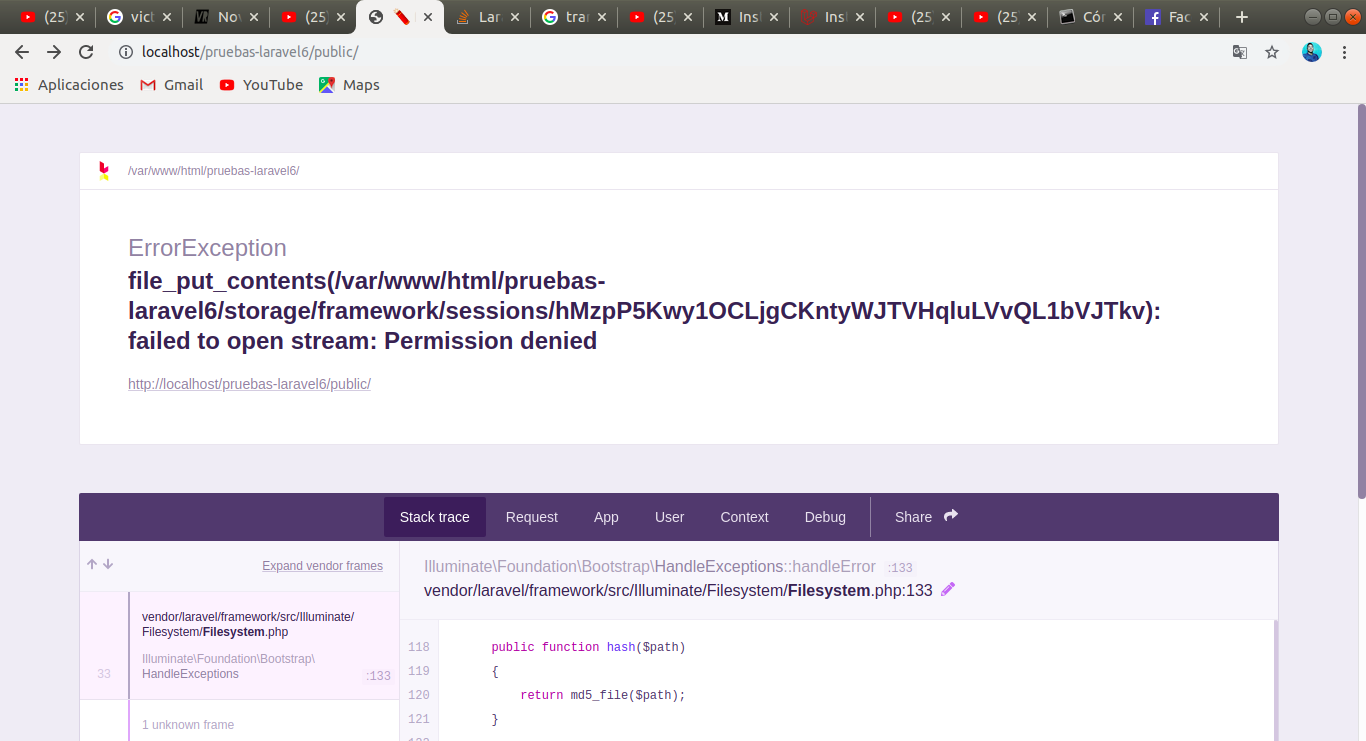 (25)
vict
Nov
(25)
Lar
trar
(25)
Inst
Inst
(25)
(25)
Cór
Fac
localhost/pruebas-laravel6/public/
Aplicaciones
Gmail
YouTube
Maps
/var/www/html/pruebas-laravel6/
ErrorException
file_put_contents(/var/www/html/pruebas-
laravel6/storage/framework/sessions/hMzpP5Kwy1OCLjgCKntyWJTVHqluLVvQL1bVJTkv):
failed to open stream: Permission denied
http://localhost/pruebas-laravel6/public/
Stack trace
Request
App
User
Context
Debug
Share
Expand vendor frames
vendor/laravel/framework/src/Illuminate/
Filesystem/Filesystem.php
Illuminate\Foundation\Bootstrap\
33 HandleExceptions :133
1 unknown frame
Illuminate\Foundation\Bootstrap\HandleExceptions::handleError :133
vendor/laravel/framework/src/Illuminate/Filesystem/Filesystem.php:133
118 public function hash($path)
119 {
120 return md5_file($path);
121 }